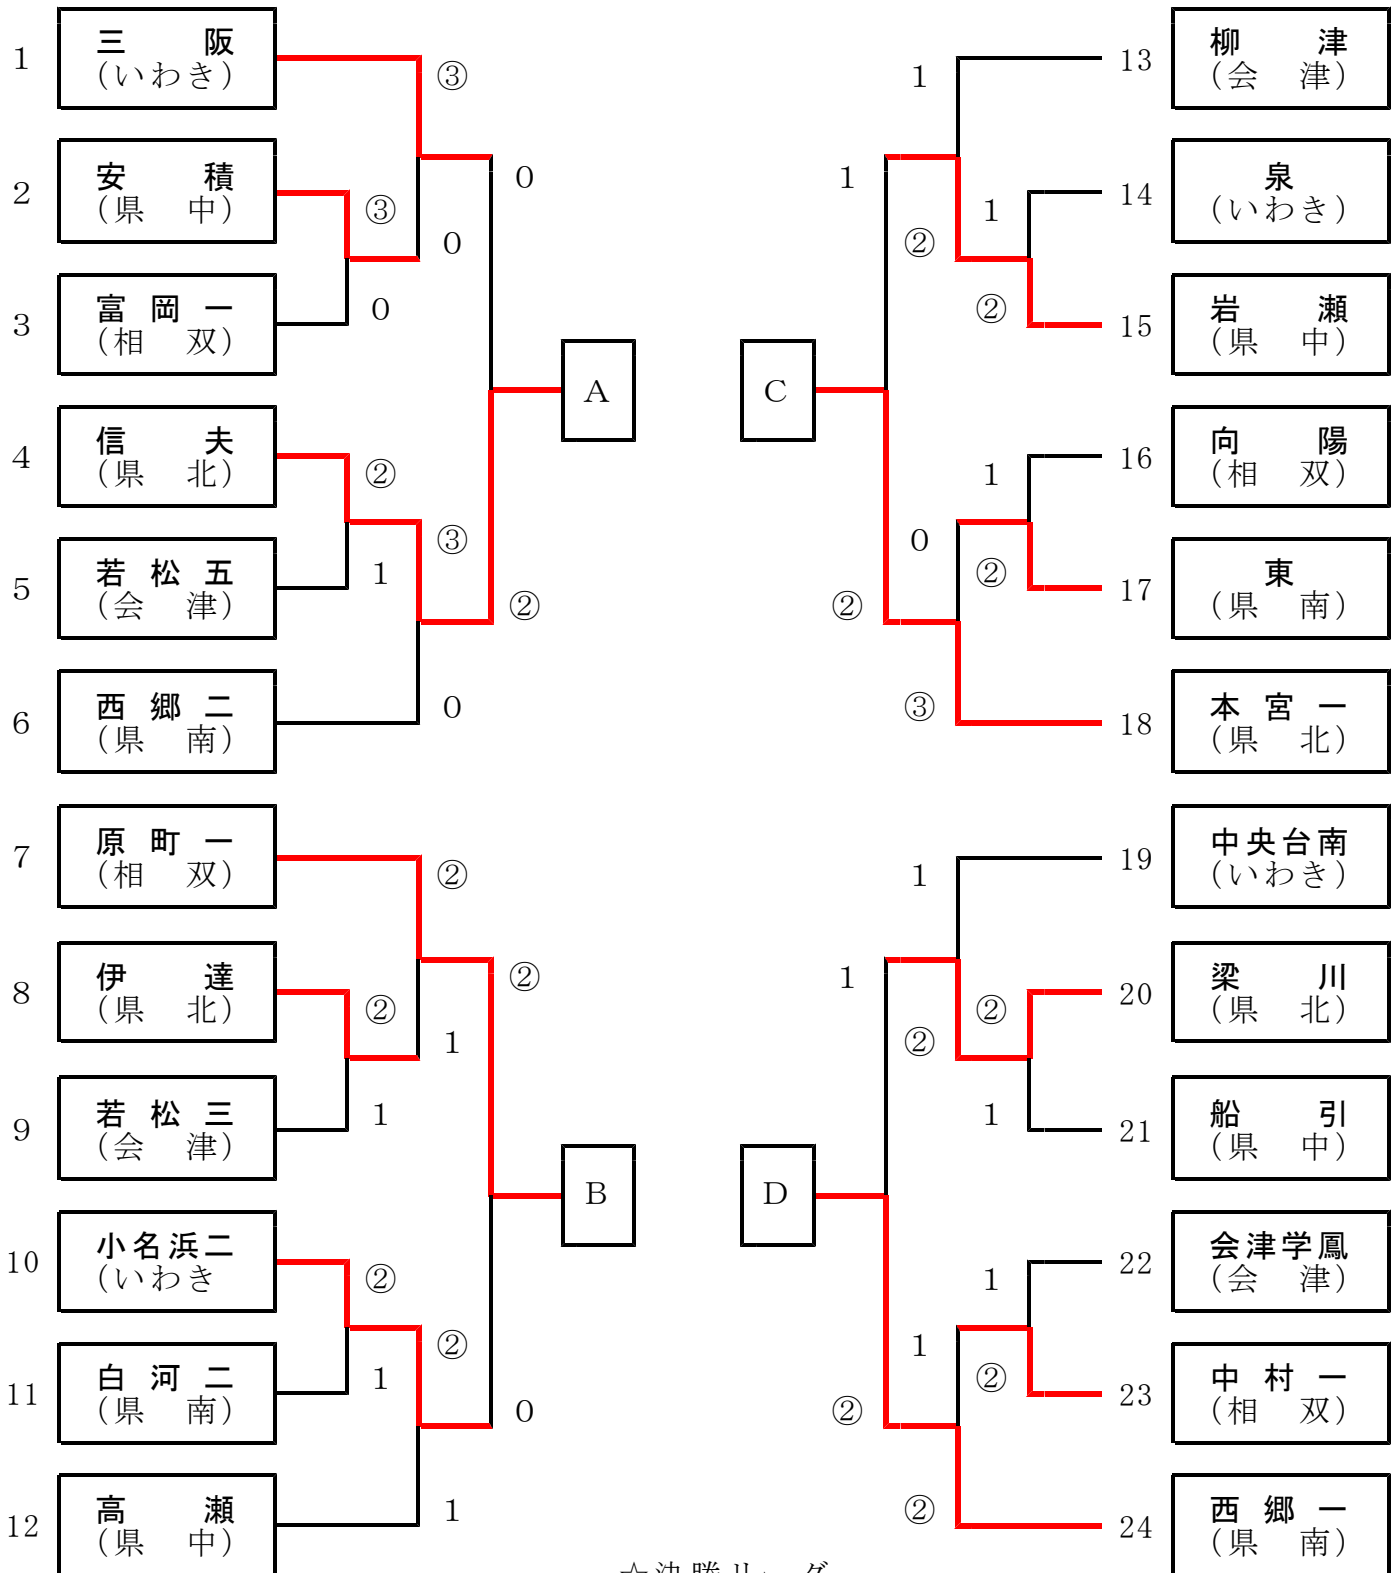 1
三阪
(いわき)
③
2
安積
(県中)
③
0
0
3
富岡一
(相双)
0
A
4
信夫
(県北)
②
③
5
若松五
(会津)
1
②
6
西郷二
(県南)
0
7
原町一
(相双)
②
②
8
伊達
(県北)
②
1
9
若松三
(会津)
1
B
10
小名浜二
(いわき
②
②
11
白河二
(県南)
1
0
12
高瀬
(県中)
1
13
柳津
(会津)
1
1
14
泉
(いわき)
1
②
15
岩瀬
(県中)
②
C
16
向陽
(相双)
1
0
17
東
(県南)
②
②
18
本宮一
(県北)
③
19
中央台南
(いわき)
1
1
20
梁川
(県北)
②
②
21
船引
(県中)
1
D
22
会津学鳳
(会津)
1
1
23
中村一
(相双)
②
②
24
西郷一
(県南)
②
☆決勝リーグ